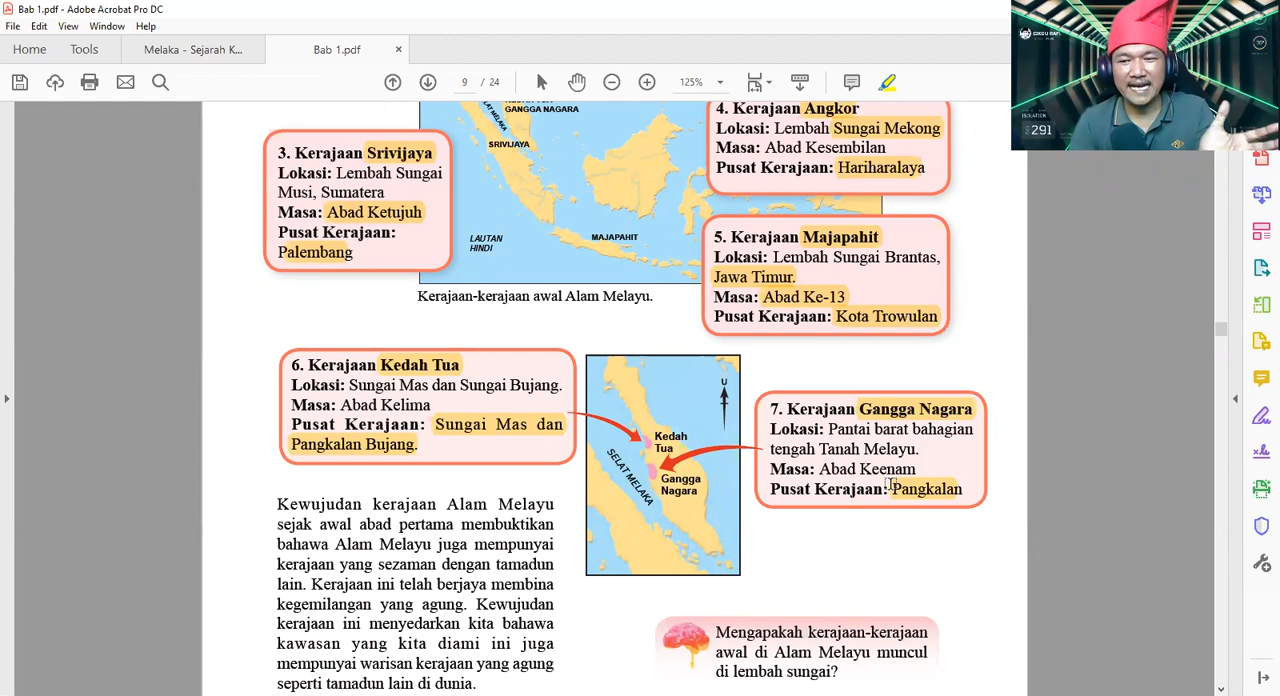 Bab 1.pdf - Adobe Acrobat Pro DC
File Edit View Window Help
Home Tools Melaka - Sejarah K... Bab 1.pdf ×
9 / 24 125%
GANGGA NAGARA
SELAT MELAKA
SRIVIJAYA
LAUTAN
HINDI
MAJAPAHIT
3. Kerajaan Srivijaya
Lokasi: Lembah Sungai
Musi, Sumatera
Masa: Abad Ketujuh
Pusat Kerajaan:
Palembang
4. Kerajaan Angkor
Lokasi: Lembah Sungai Mekong
Masa: Abad Kesembilan
Pusat Kerajaan: Hariharalaya
5. Kerajaan Majapahit
Lokasi: Lembah Sungai Brantas,
Jawa Timur.
Masa: Abad Ke-13
Pusat Kerajaan: Kota Trowulan
Kerajaan-kerajaan awal Alam Melayu.
6. Kerajaan Kedah Tua
Lokasi: Sungai Mas dan Sungai Bujang.
Masa: Abad Kelima
Pusat Kerajaan: Sungai Mas dan
Pangkalan Bujang.
U
Kedah
Tua
Gangga
Nagara
SELAT MELAKA
7. Kerajaan Gangga Nagara
Lokasi: Pantai barat bahagian
tengah Tanah Melayu.
Masa: Abad Keenam
Pusat Kerajaan: Pangkalan
Kewujudan kerajaan Alam Melayu
sejak awal abad pertama membuktikan
bahawa Alam Melayu juga mempunyai
kerajaan yang sezaman dengan tamadun
lain. Kerajaan ini telah berjaya membina
kegemilangan yang agung. Kewujudan
kerajaan ini menyedarkan kita bahawa
kawasan yang kita diami ini juga
mempunyai warisan kerajaan yang agung
seperti tamadun lain di dunia.
Mengapakah kerajaan-kerajaan
awal di Alam Melayu muncul
di lembah sungai?
ISOLATION
291